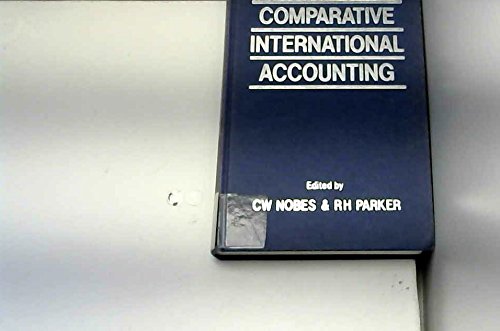 COMPARATIVE
INTERNATIONAL
ACCOUNTING
Edited by
CW NOBES & RH PARKER